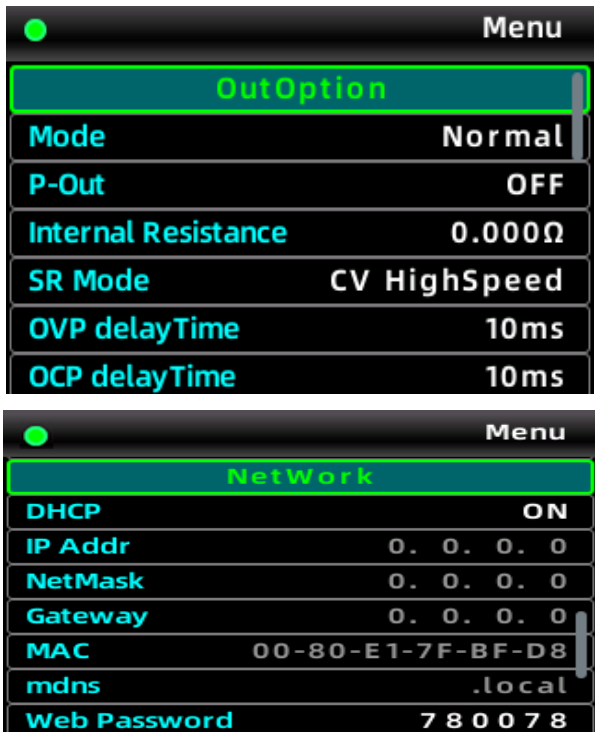 Menu
OutOption
Mode Normal
P-Out OFF
Internal Resistance 0.000Ω
SR Mode CV HighSpeed
OVP delayTime 10ms
OCP delayTime 10ms
Menu
NetWork
DHCP ON
IP Addr 0. 0. 0. 0
NetMask 0. 0. 0. 0
Gateway 0. 0. 0. 0
MAC 00-80-E1-7F-BF-D8
mdns .local
Web Password 780078